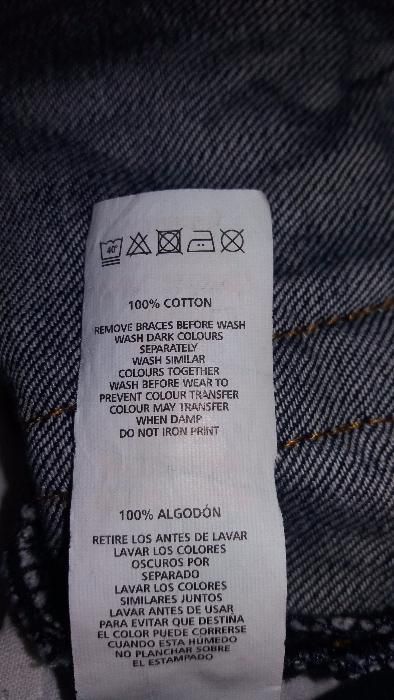 40°
100% COTTON
REMOVE BRACES BEFORE WASH
WASH DARK COLOURS
SEPARATELY
WASH SIMILAR
COLOURS TOGETHER
WASH BEFORE WEAR TO
PREVENT COLOUR TRANSFER
COLOUR MAY TRANSFER
WHEN DAMP
DO NOT IRON PRINT
100% ALGODÓN
RETIRE LOS ANTES DE LAVAR
LAVAR LOS COLORES
OSCUROS POR
SEPARADO
LAVAR LOS COLORES
SIMILARES JUNTOS
LAVAR ANTES DE USAR
PARA EVITAR QUE DESTIÑA
EL COLOR PUEDE CORRERSE
CUANDO ESTA HÚMEDO
NO PLANCHAR SOBRE
EL ESTAMPADO